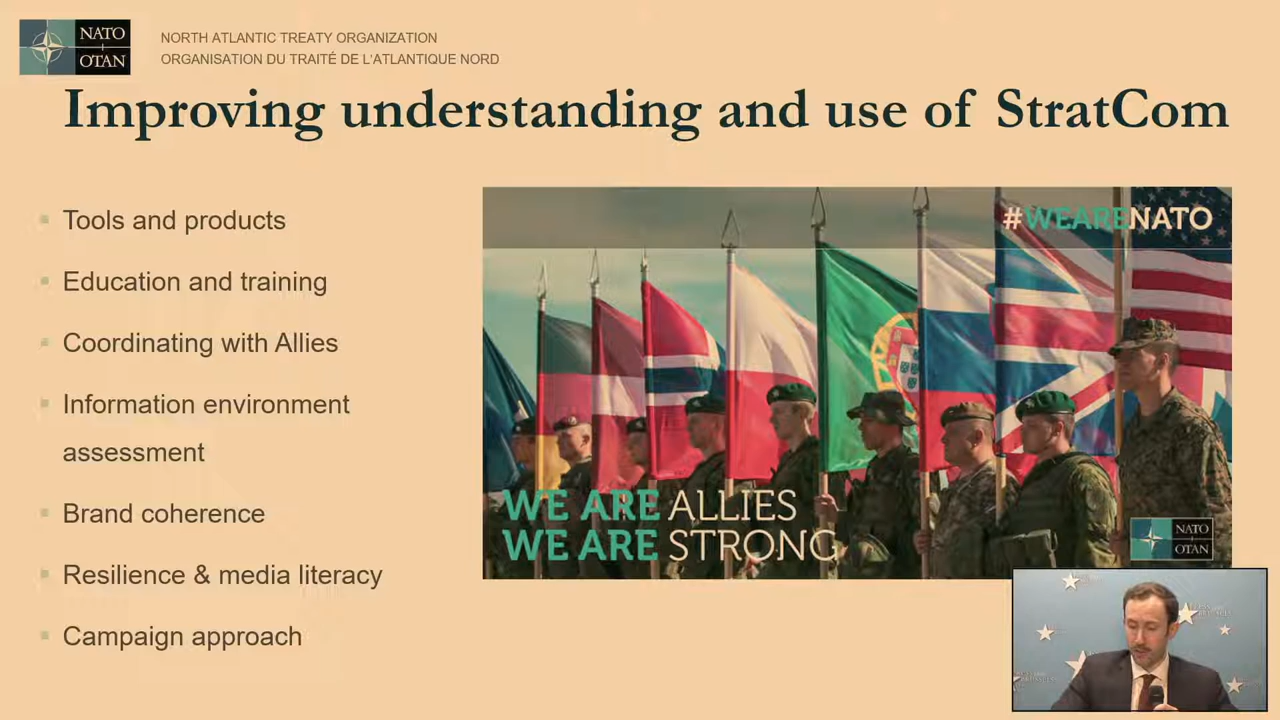 NATO
OTAN
NORTH ATLANTIC TREATY ORGANIZATION
ORGANISATION DU TRAITÉ DE L'ATLANTIQUE NORD
Improving understanding and use of StratCom
Tools and products
Education and training
Coordinating with Allies
Information environment
assessment
Brand coherence
Resilience & media literacy
Campaign approach
#WEARENATO
WE ARE ALLIES
WE ARE STRONG
NATO
OTAN